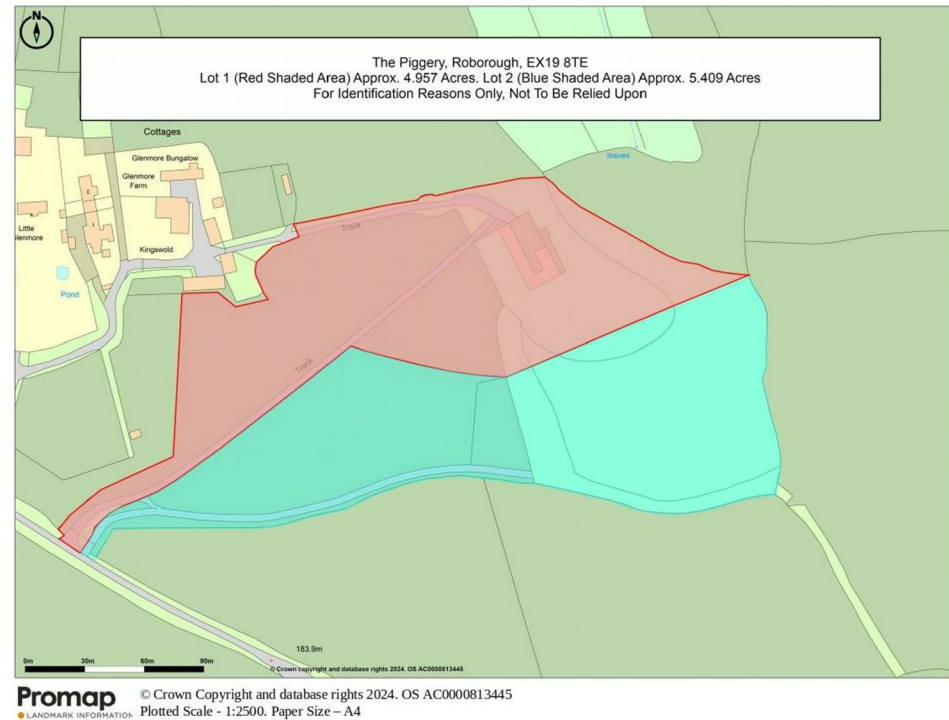 N
The Piggery, Roborough, EX19 8TE
Lot 1 (Red Shaded Area) Approx. 4.957 Acres. Lot 2 (Blue Shaded Area) Approx. 5.409 Acres
For Identification Reasons Only, Not To Be Relied Upon
Cottages
Issues
Glenmore Bungalow
Glenmore
Farm
Little
lenmore
Track
Kingswold
Pond
Track
183.9m
0m 30m 60m 90m
© Crown copyright and database rights 2024. OS AC0000813445
Promap
LANDMARK INFORMATION
© Crown Copyright and database rights 2024. OS AC0000813445
Plotted Scale - 1:2500. Paper Size – A4